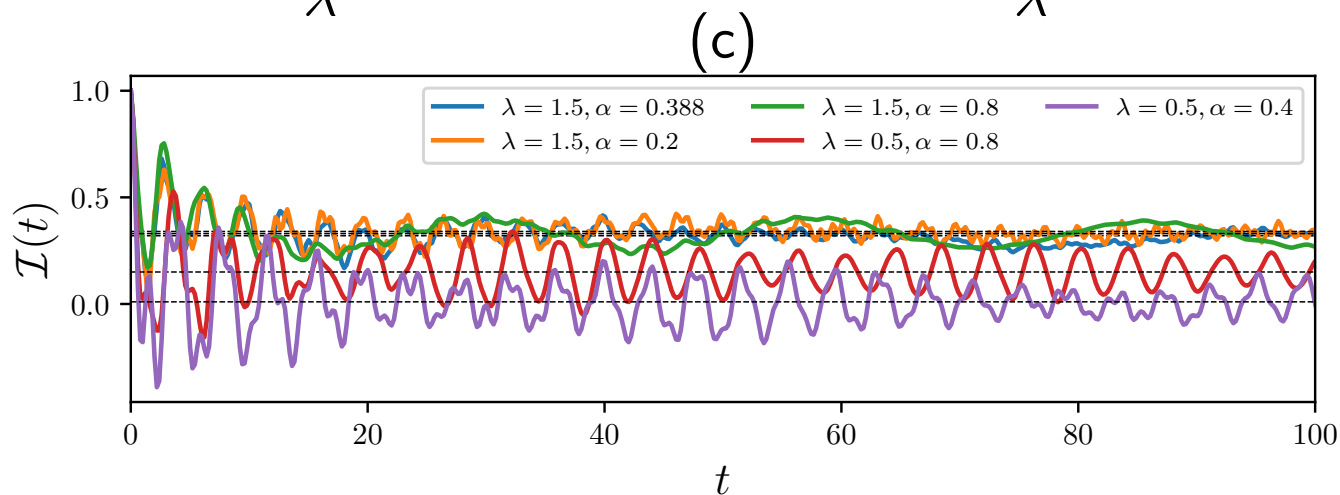 λ λ
(c)
1.0
0.5
0.0
I(t)
λ = 1.5, α = 0.388
λ = 1.5, α = 0.2
λ = 1.5, α = 0.8
λ = 0.5, α = 0.8
λ = 0.5, α = 0.4
0 20 40 60 80 100
t